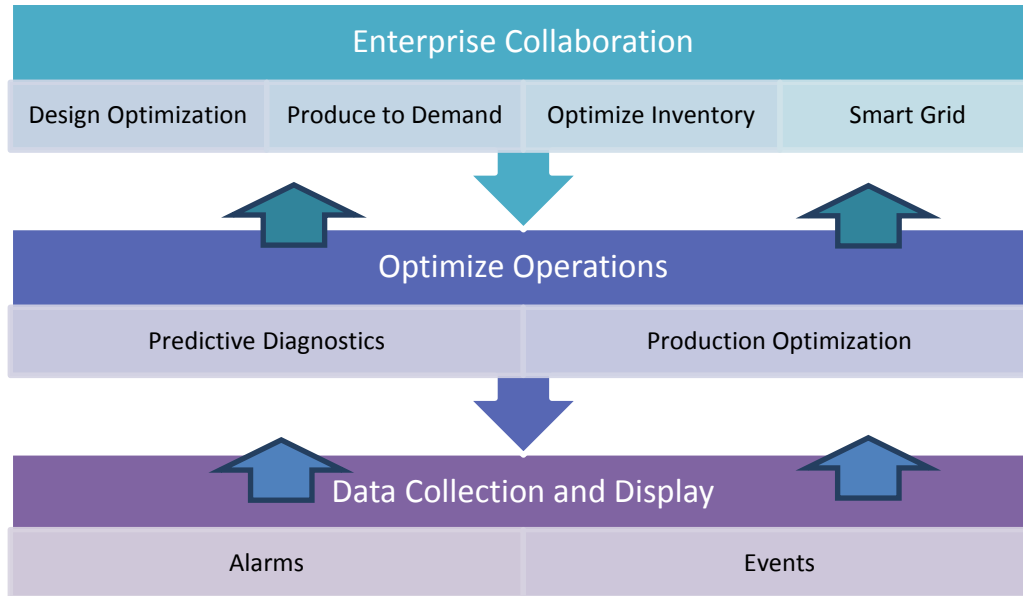 Enterprise Collaboration
Design Optimization
Produce to Demand
Optimize Inventory
Smart Grid
Optimize Operations
Predictive Diagnostics
Production Optimization
Data Collection and Display
Alarms
Events